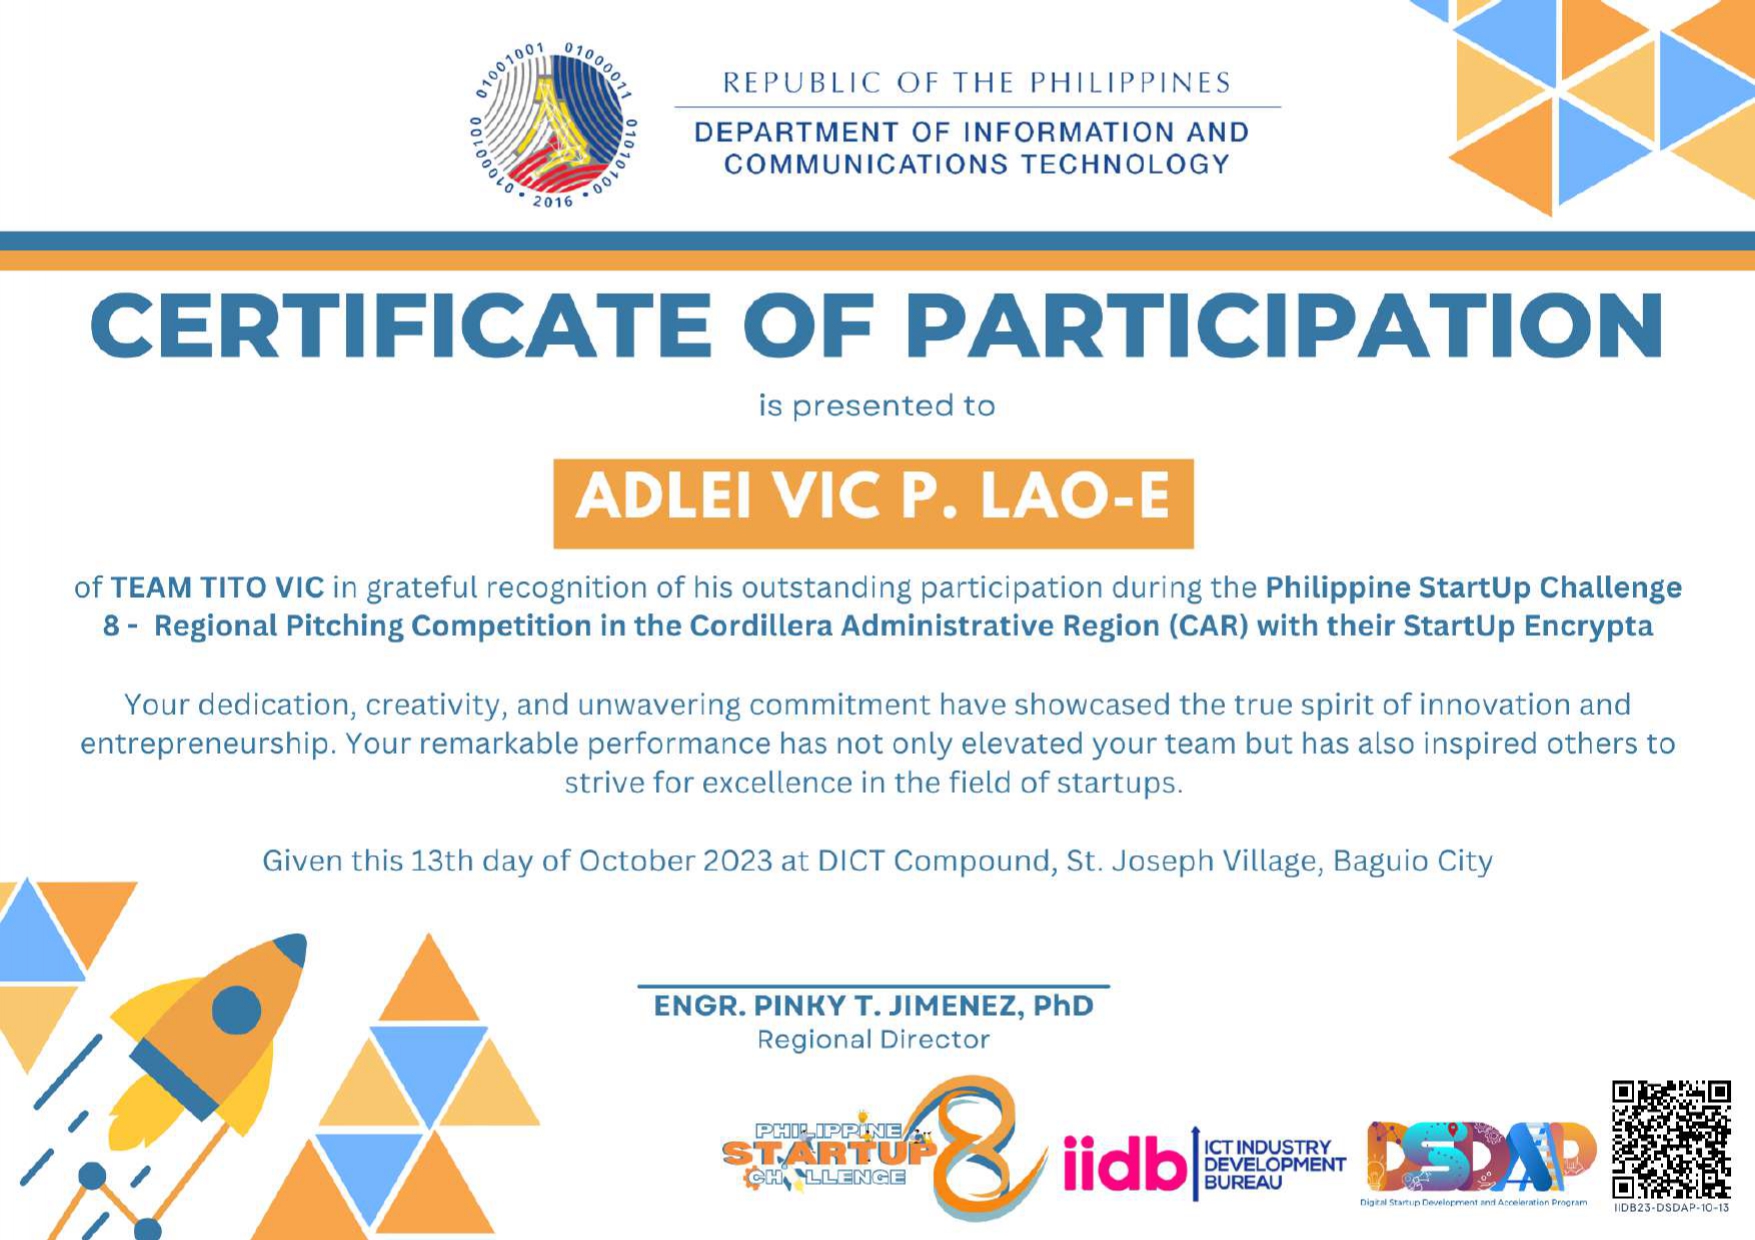 01001001 01000011 01010100 • 2016 • 01000100
REPUBLIC OF THE PHILIPPINES
DEPARTMENT OF INFORMATION AND
COMMUNICATIONS TECHNOLOGY
CERTIFICATE OF PARTICIPATION
is presented to
ADLEI VIC P. LAO-E
of TEAM TITO VIC in grateful recognition of his outstanding participation during the Philippine StartUp Challenge
8 - Regional Pitching Competition in the Cordillera Administrative Region (CAR) with their StartUp Encrypta
Your dedication, creativity, and unwavering commitment have showcased the true spirit of innovation and
entrepreneurship. Your remarkable performance has not only elevated your team but has also inspired others to
strive for excellence in the field of startups.
Given this 13th day of October 2023 at DICT Compound, St. Joseph Village, Baguio City
ENGR. PINKY T. JIMENEZ, PhD
Regional Director
PHILIPPINE
STARTUP
CHALLENGE
8
iidb
ICT INDUSTRY
DEVELOPMENT
BUREAU
DSDAP
Digital Startup Development and Acceleration Program
IIDB23-DSDAP-10-13